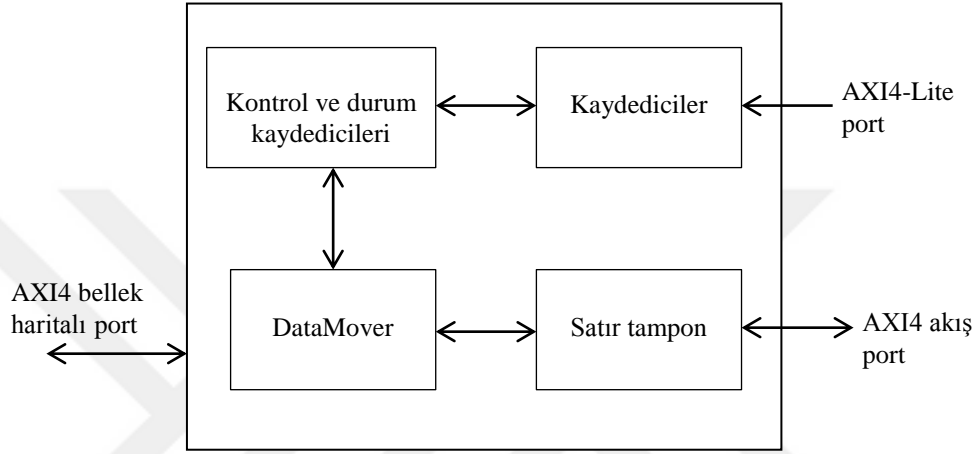 Kontrol ve durum
kaydedicileri
Kaydediciler
AXI4-Lite
port
AXI4 bellek
haritalı port
DataMover
Satır tampon
AXI4 akış
port